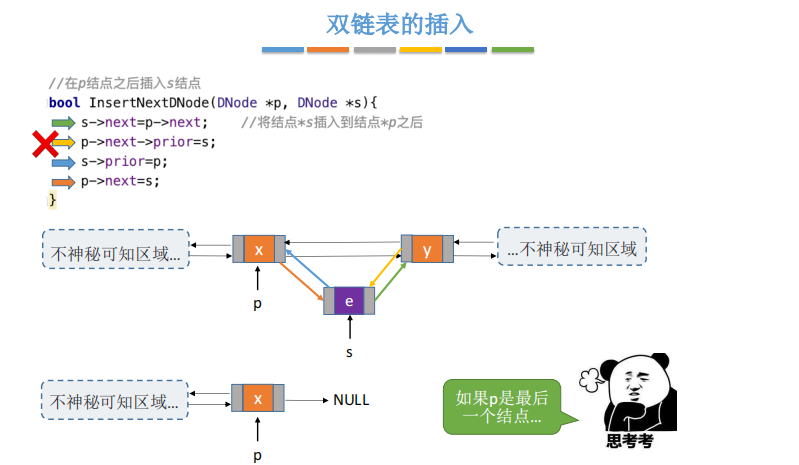 双链表的插入
//在p结点之后插入s结点
bool InsertNextDNode(DNode *p, DNode *s){
s->next=p->next; //将结点*s插入到结点*p之后
p->next->prior=s;
s->prior=p;
p->next=s;
}
不神秘可知区域... x y ...不神秘可知区域
p e
s
不神秘可知区域... x NULL
p
如果p是最后
一个结点...
思考考